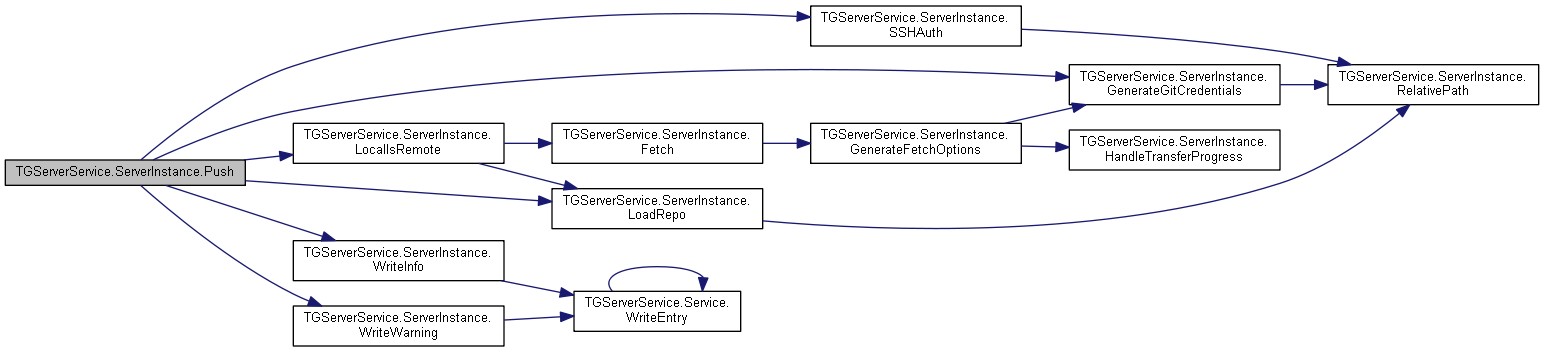 TGServerService.ServerInstance.
SSHAuth
TGServerService.ServerInstance.
GenerateGitCredentials
TGServerService.ServerInstance.
RelativePath
TGServerService.ServerInstance.
LocalIsRemote
TGServerService.ServerInstance.
Fetch
TGServerService.ServerInstance.
GenerateFetchOptions
TGServerService.ServerInstance.
HandleTransferProgress
TGServerService.ServerInstance.Push
TGServerService.ServerInstance.
LoadRepo
TGServerService.ServerInstance.
WriteInfo
TGServerService.Service.
WriteEntry
TGServerService.ServerInstance.
WriteWarning